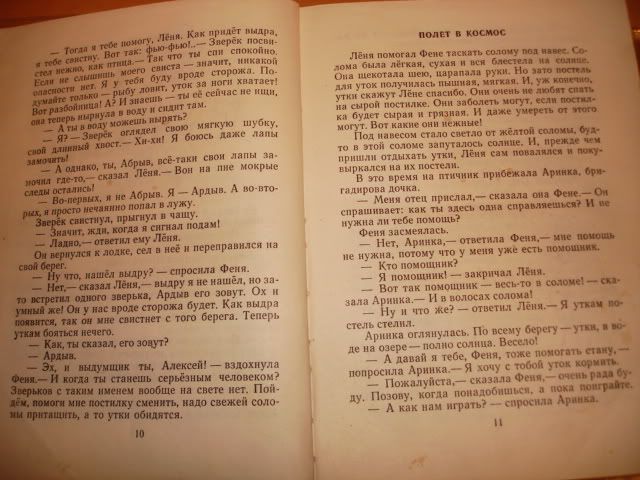 — Тогда я тебе помогу, Лёня. Как придёт выдра,
я тебе свистну. Вот так: фью-фью!..— Зверёк посви-
стел нежно, как птица.— Так что ты спи спокойно.
Если не слышишь моего свиста — значит, никакой
опасности нет. Я у тебя буду вроде сторожа. По-
думайте только — рыбу ловит, уток за ноги хватает!
Вот разбойница! А? И знаешь — ты её сейчас не ищи,
она теперь нырнула в воду и сидит там.
— А ты в воду можешь нырять?
— Я? — Зверёк оглядел свою мягкую шубку,
свой длинный хвост.— Хи-хи! Я боюсь даже лапы
замочить!
— А однако, ты, Абрыв, всё-таки свои лапы за-
мочил где-то,— сказал Лёня.— Вон на пне мокрые
следы остались!
— Во-первых, я не Абрыв. Я — Ардыв. А во-вто-
рых, я просто нечаянно попал в лужу.
Зверёк свистнул, прыгнул в чащу.
— Значит, жди, когда я сигнал подам!
— Ладно,— ответил ему Лёня.
Он вернулся к лодке, сел в неё и переправился на
свой берег.
— Ну что, нашёл выдру? — спросила Феня.
— Нет,— сказал Лёня,— выдру я не нашёл, но за-
то встретил одного зверька, Ардыв его зовут. Ох и
умный же! Он у нас вроде сторожа будет. Как выдра
появится, так он мне свистнет с того берега. Теперь
уткам бояться нечего.
— Как, ты сказал, его зовут?
— Ардыв.
— Эх, и выдумщик ты, Алексей! — вздохнула
Феня.— И когда ты станешь серьёзным человеком?
Зверьков с таким именем вообще на свете нет. Пой-
дём, помоги мне постилку сменить, надо свежей соло-
мы притащить, а то утки обидятся.
10
ПОЛЁТ В КОСМОС
Лёня помогал Фене таскать солому под навес. Со-
лома была лёгкая, сухая и вся блестела на солнце.
Она щекотала шею, царапала руки. Но зато постель
для уток получилась пышная, мягкая. И, уж конечно,
утки скажут Лёне спасибо. Они очень не любят спать
на сырой постилке. Они заболеть могут, если постил-
ка будет сырая и грязная. И даже умереть от этого
могут. Вот какие они нежные!
Под навесом стало светло от жёлтой соломы, буд-
то в этой соломе запуталось солнце. И, прежде чем
пришли отдыхать утки, Лёня сам повалялся и поку-
выркался на их постели.
В это время на птичник прибежала Аринка, бри-
гадирова дочка.
— Меня отец прислал,— сказала она Фене.— Он
спрашивает: как ты здесь одна справляешься? И не
нужна ли тебе помощь?
Феня засмеялась.
— Нет, Аринка,— ответила Феня,— мне помощь
не нужна, потому что у меня уже есть помощник.
— Кто помощник?
— Я помощник! — закричал Лёня.
— Вот так помощник — весь-то в соломе! — ска-
зала Аринка.— И в волосах солома!
— Ну и что же? — ответил Лёня.— Я уткам по-
стель стелил.
Аринка оглянулась. По всему берегу — утки, в во-
де на озере — полно солнца. Весело!
— А давай я тебе, Феня, тоже помогать стану,—
попросила Аринка.— Я хочу с тобой уток кормить.
— Пожалуйста,— сказала Феня,— очень рада бу-
ду. Позову, когда понадобишься, а пока поиграйте.
— А как нам играть? — спросила Аринка.
11